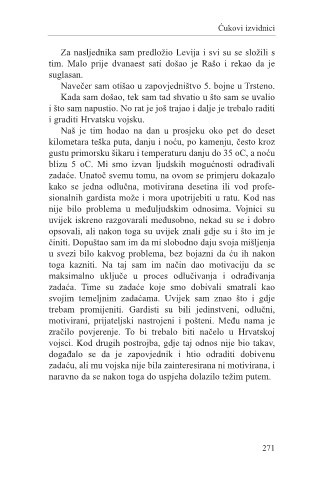 Ćukovi izvidnici
Za nasljednika sam predložio Levija i svi su se složili s
tim. Malo prije dvanaest sati došao je Rašo i rekao da je
suglasan.
Navečer sam otišao u zapovjedništvo 5. bojne u Trsteno.
Kada sam došao, tek sam tad shvatio u što sam se uvalio
i što sam napustio. No rat je još trajao i dalje je trebalo raditi
i graditi Hrvatsku vojsku.
Naš je tim hodao na dan u prosjeku oko pet do deset
kilometara teška puta, danju i noću, po kamenju, često kroz
gustu primorsku šikaru i temperaturu danju do 35 oC, a noću
blizu 5 oC. Mi smo izvan ljudskih mogućnosti odrađivali
zadaće. Unatoč svemu tomu, na ovom se primjeru dokazalo
kako se jedna odlučna, motivirana desetina ili vod profe-
sionalnih gardista može i mora upotrijebiti u ratu. Kod nas
nije bilo problema u međuljudskim odnosima. Vojnici su
uvijek iskreno razgovarali međusobno, nekad su se i dobro
opsovali, ali nakon toga su uvijek znali gdje su i što im je
činiti. Dopuštao sam im da mi slobodno daju svoja mišljenja
u svezi bilo kakvog problema, bez bojazni da ću ih nakon
toga kazniti. Na taj sam im način dao motivaciju da se
maksimalno uključe u proces odlučivanja i odrađivanja
zadaća. Time su zadaće koje smo dobivali smatrali kao
svojim temeljnim zadaćama. Uvijek sam znao što i gdje
trebam promijeniti. Gardisti su bili jedinstveni, odlučni,
motivirani, prijateljski nastrojeni i pošteni. Među nama je
zračilo povjerenje. To bi trebalo biti načelo u Hrvatskoj
vojsci. Kod drugih postrojba, gdje taj odnos nije bio takav,
događalo se da je zapovjednik i htio odraditi dobivenu
zadaću, ali mu vojska nije bila zainteresirana ni motivirana, i
naravno da se nakon toga do uspjeha dolazilo težim putem.
271